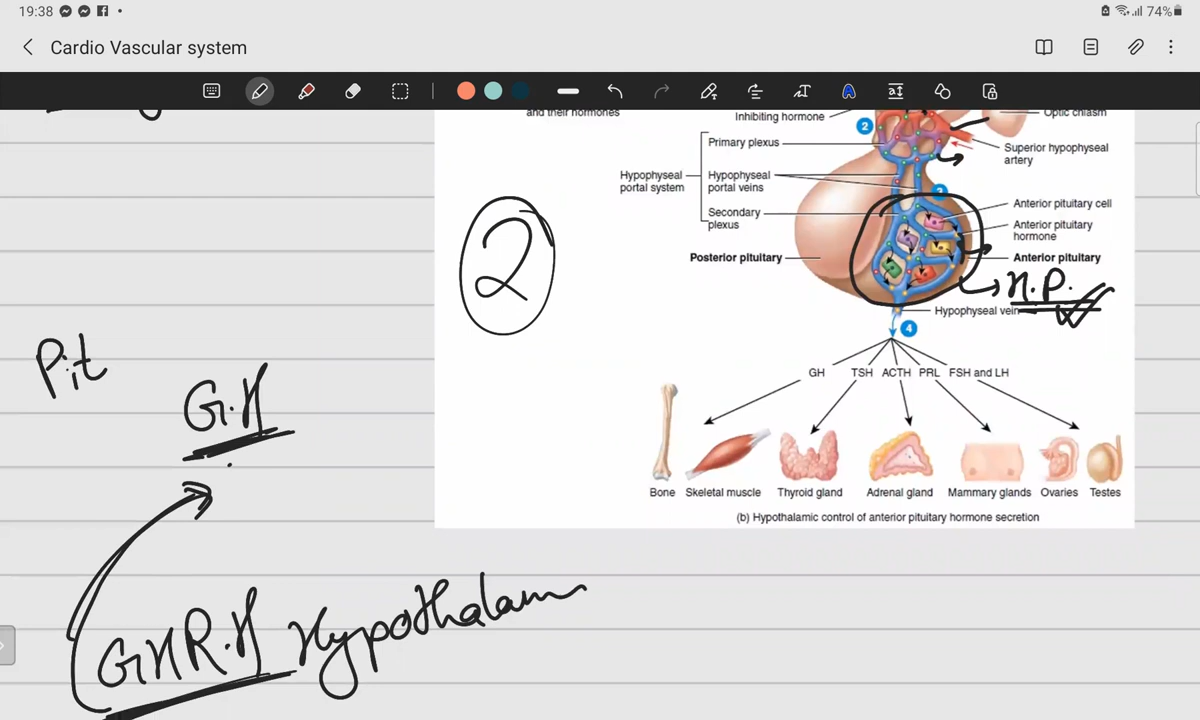 19:38
74%
Cardio Vascular system
and their hormones
Inhibiting hormone
Optic chiasm
2
Primary plexus
Superior hypophyseal
artery
Hypophyseal
portal system
Hypophyseal
portal veins
3
Secondary
plexus
Anterior pituitary cell
Anterior pituitary
hormone
Posterior pituitary
Anterior pituitary
H.P.
Hypophyseal vein
4
2
GH TSH ACTH PRL FSH and LH
Bone Skeletal muscle Thyroid gland Adrenal gland Mammary glands Ovaries Testes
(b) Hypothalamic control of anterior pituitary hormone secretion
Pit
G.H
GHR.H Hypothalam